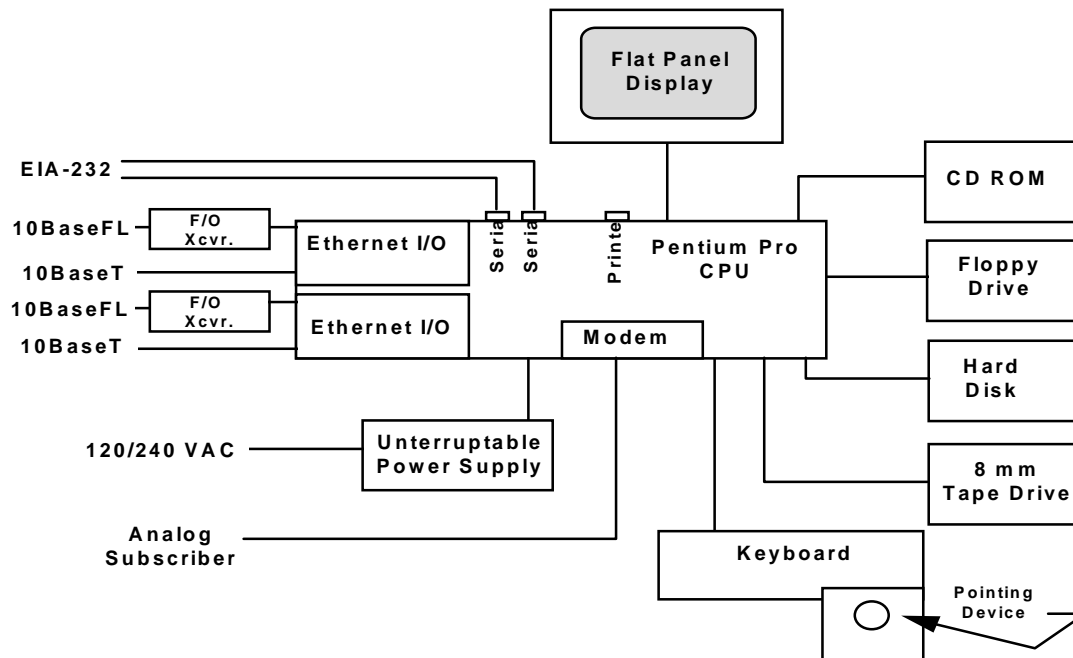 Flat Panel
Display
EIA-232
CD ROM
10BaseFL
F/O
Xcvr.
Ethernet I/O
Seria
Seria
Printe
Pentium Pro
CPU
10BaseT
Floppy
Drive
10BaseFL
F/O
Xcvr.
Ethernet I/O
10BaseT
Modem
Hard
Disk
120/240 VAC
Unterruptable
Power Supply
8 mm
Tape Drive
Analog
Subscriber
Keyboard
Pointing
Device